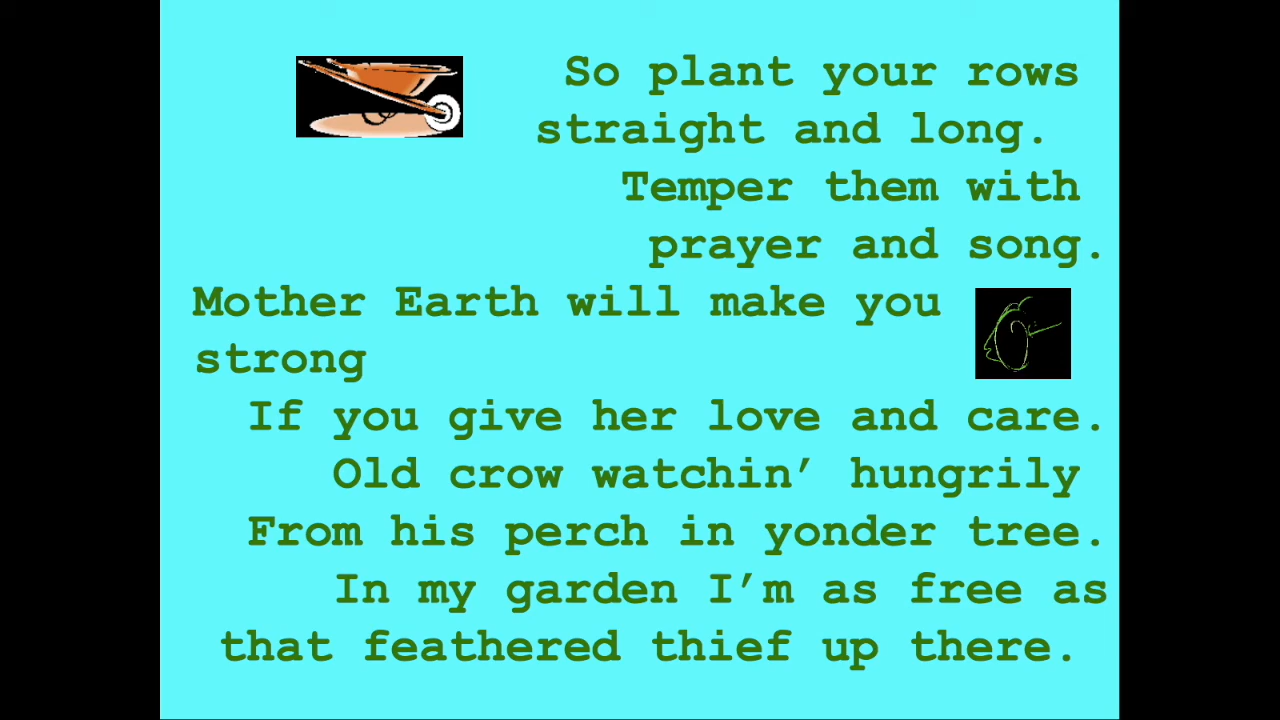 So plant your rows
straight and long.
Temper them with
prayer and song.
Mother Earth will make you
strong
If you give her love and care.
Old crow watchin’ hungrily
From his perch in yonder tree.
In my garden I’m as free as
that feathered thief up there.